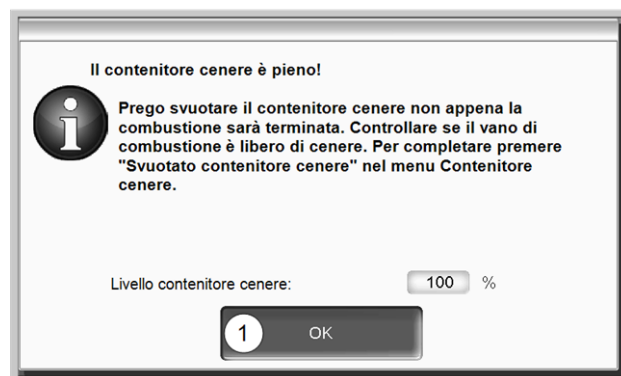 Il contenitore cenere è pieno!
Prego svuotare il contenitore cenere non appena la
combustione sarà terminata. Controllare se il vano di
combustione è libero di cenere. Per completare premere
"Svuotato contenitore cenere" nel menu Contenitore
cenere.
Livello contenitore cenere: 100 %
1 OK